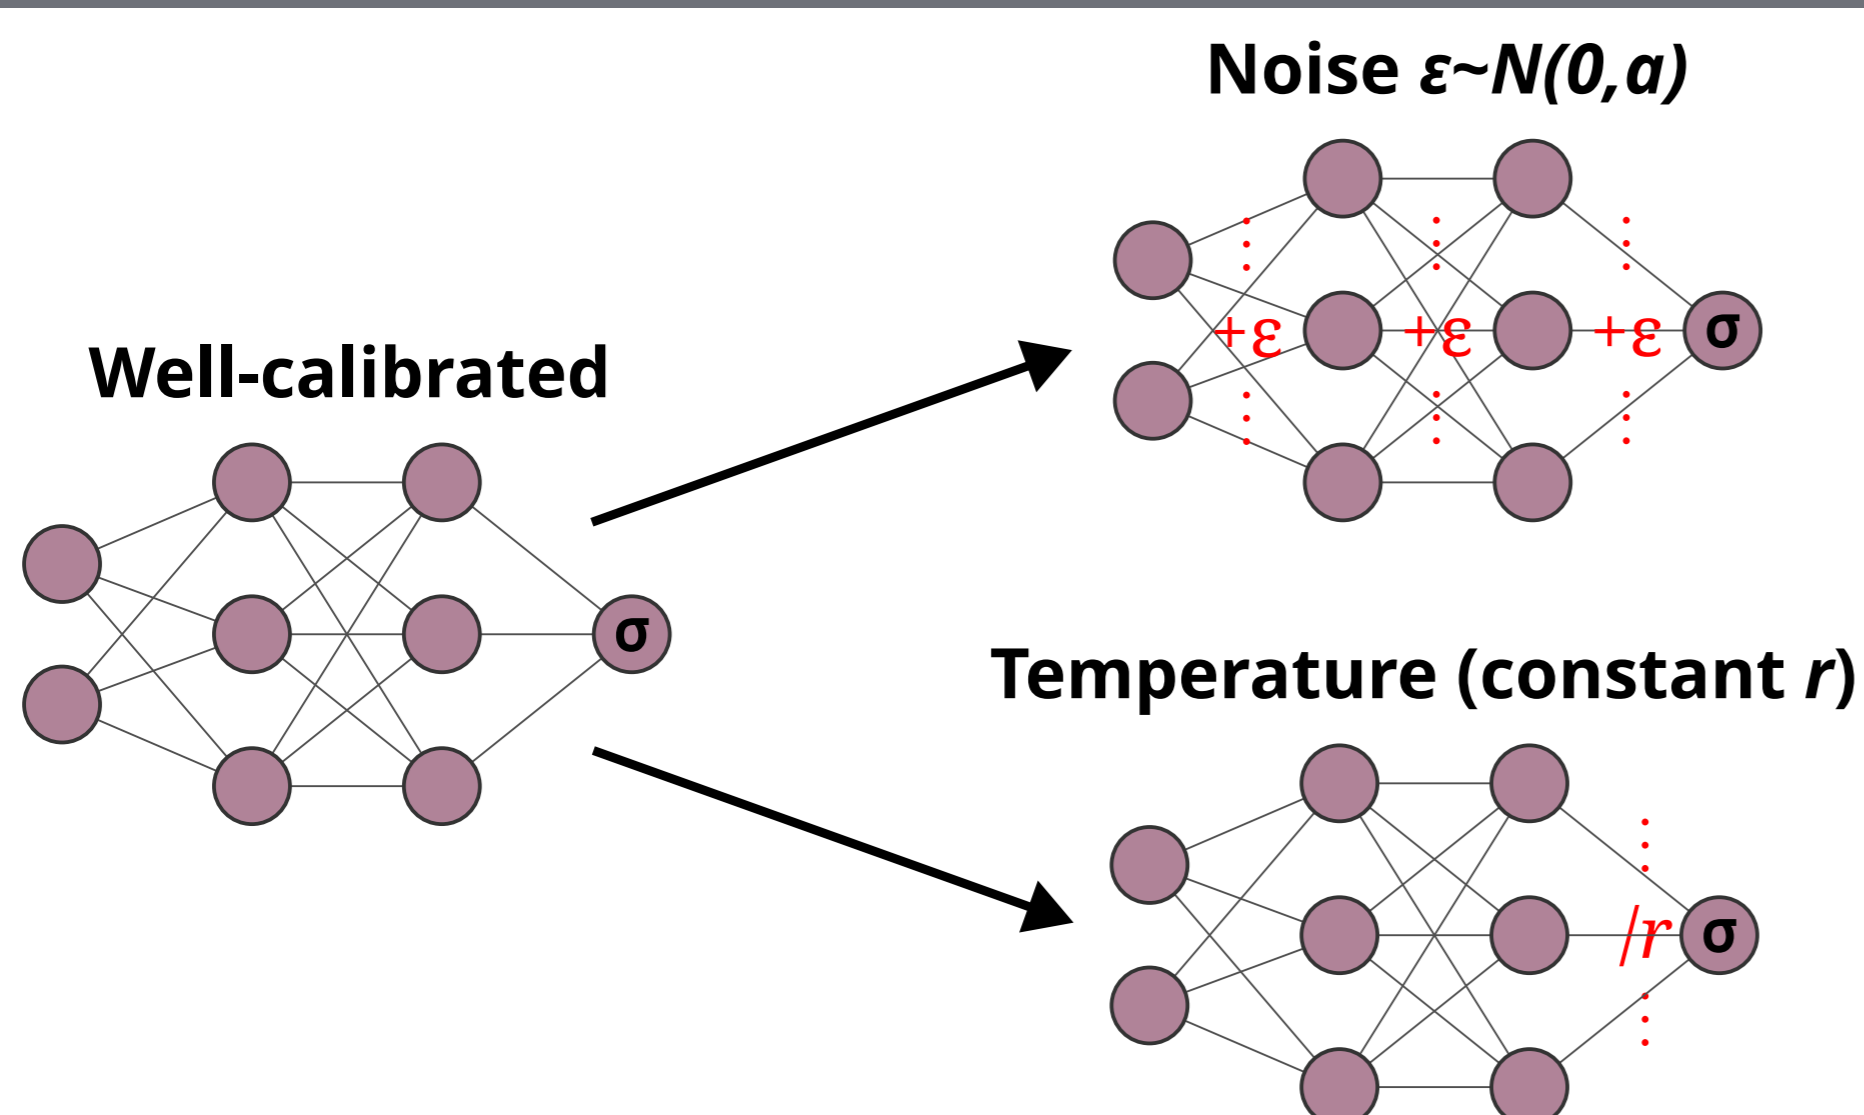 Noise ε~N(0,a)
+ε +ε +ε σ
Well-calibrated
σ
Temperature (constant r)
/r σ